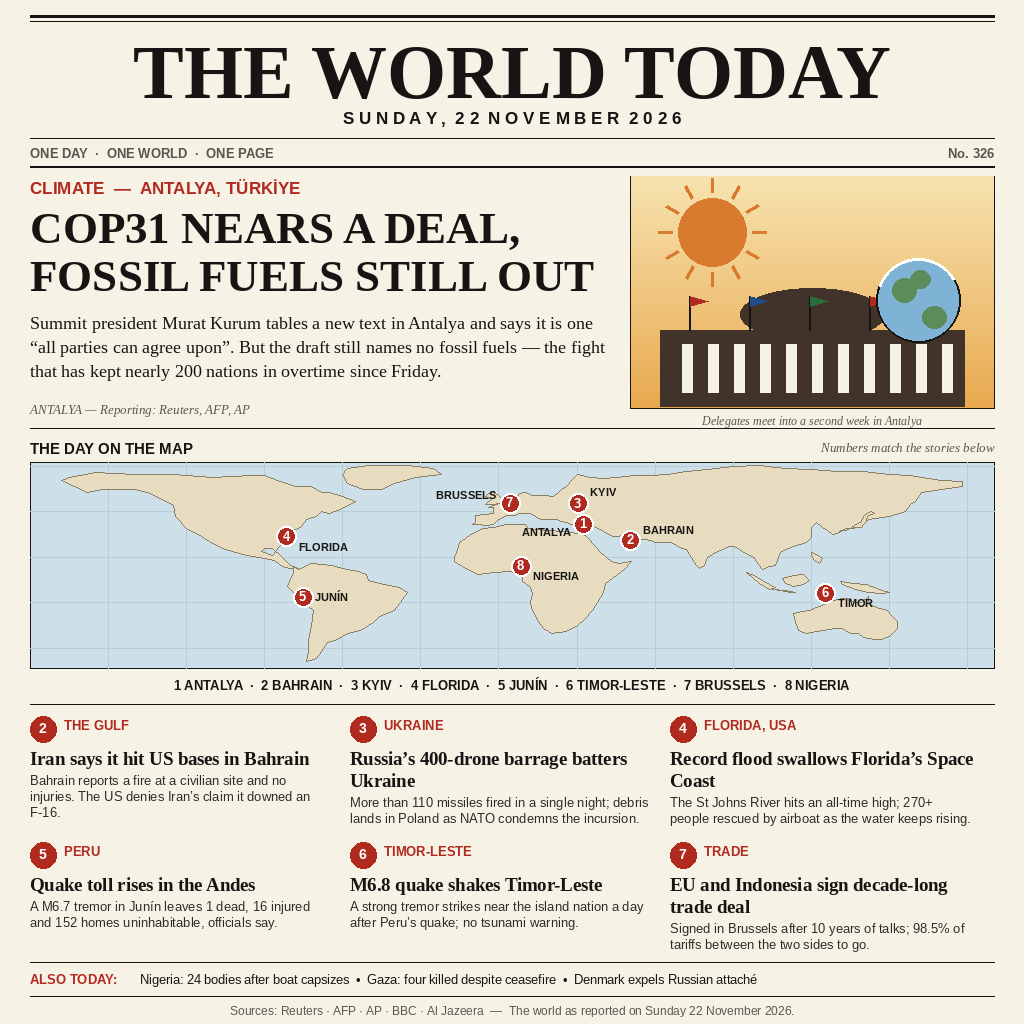 THE WORLD TODAY
SUNDAY, 22 NOVEMBER 2026
ONE DAY · ONE WORLD · ONE PAGE
No. 326
CLIMATE — ANTALYA, TÜRKİYE
COP31 NEARS A DEAL,
FOSSIL FUELS STILL OUT
Summit president Murat Kurum tables a new text in Antalya and says it is one
“all parties can agree upon”. But the draft still names no fossil fuels — the fight
that has kept nearly 200 nations in overtime since Friday.
ANTALYA — Reporting: Reuters, AFP, AP
Delegates meet into a second week in Antalya
THE DAY ON THE MAP
Numbers match the stories below
BRUSSELS 7
3 KYIV
ANTALYA 1
2 BAHRAIN
4 FLORIDA
8 NIGERIA
5 JUNÍN
6 TIMOR
1 ANTALYA · 2 BAHRAIN · 3 KYIV · 4 FLORIDA · 5 JUNÍN · 6 TIMOR-LESTE · 7 BRUSSELS · 8 NIGERIA
2 THE GULF
Iran says it hit US bases in Bahrain
Bahrain reports a fire at a civilian site and no
injuries. The US denies Iran’s claim it downed an
F-16.
3 UKRAINE
Russia’s 400-drone barrage batters
Ukraine
More than 110 missiles fired in a single night; debris
lands in Poland as NATO condemns the incursion.
4 FLORIDA, USA
Record flood swallows Florida’s Space
Coast
The St Johns River hits an all-time high; 270+
people rescued by airboat as the water keeps rising.
5 PERU
Quake toll rises in the Andes
A M6.7 tremor in Junín leaves 1 dead, 16 injured
and 152 homes uninhabitable, officials say.
6 TIMOR-LESTE
M6.8 quake shakes Timor-Leste
A strong tremor strikes near the island nation a day
after Peru’s quake; no tsunami warning.
7 TRADE
EU and Indonesia sign decade-long
trade deal
Signed in Brussels after 10 years of talks; 98.5% of
tariffs between the two sides to go.
ALSO TODAY: Nigeria: 24 bodies after boat capsizes • Gaza: four killed despite ceasefire • Denmark expels Russian attaché
Sources: Reuters · AFP · AP · BBC · Al Jazeera — The world as reported on Sunday 22 November 2026.